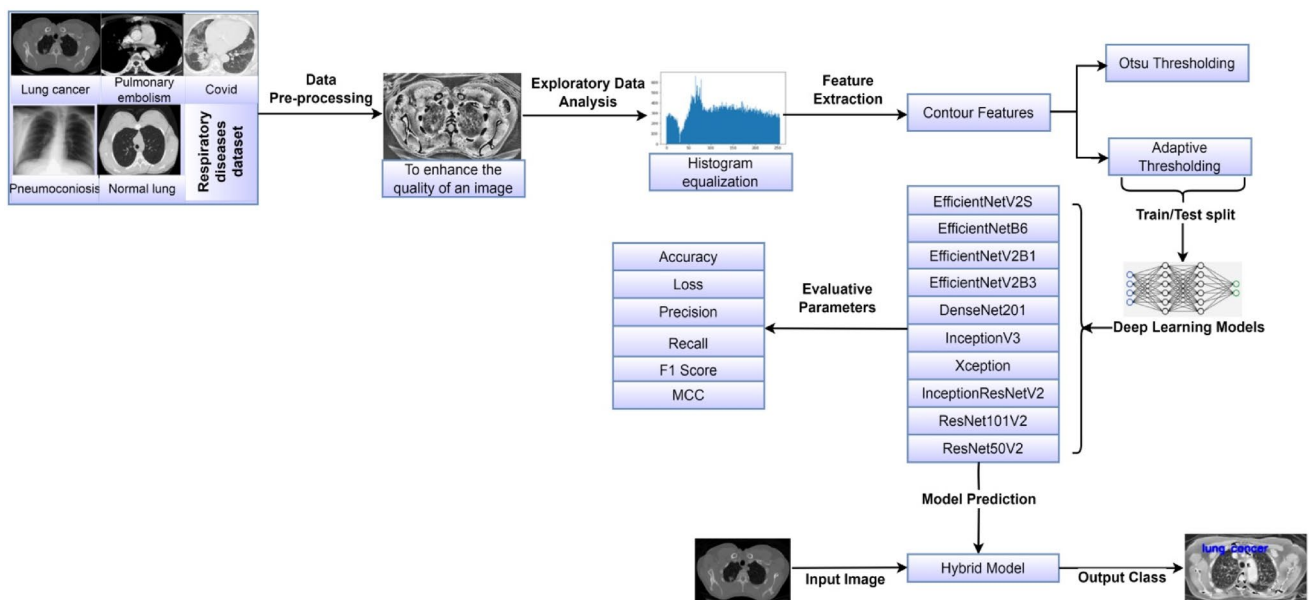 Lung cancer
Pulmonary
embolism
Covid
Pneumoconiosis
Normal lung
Respiratory
diseases
dataset
Data
Pre-processing
To enhance the
quality of an image
Exploratory Data
Analysis
Histogram
equalization
Feature
Extraction
Contour Features
Otsu Thresholding
Adaptive
Thresholding
Train/Test split
Deep Learning Models
EfficientNetV2S
EfficientNetB6
EfficientNetV2B1
EfficientNetV2B3
DenseNet201
InceptionV3
Xception
InceptionResNetV2
ResNet101V2
ResNet50V2
Evaluative
Parameters
Accuracy
Loss
Precision
Recall
F1 Score
MCC
Model Prediction
Input Image
Hybrid Model
Output Class
lung_cancer